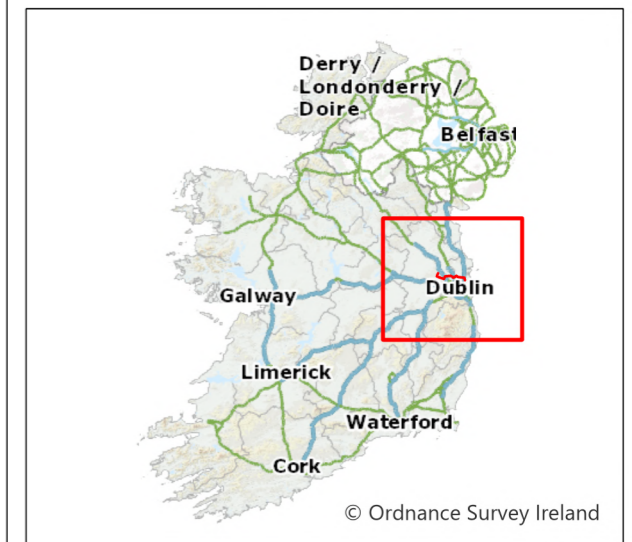 Derry /
Londonderry /
Doire
Belfast
Dublin
Galway
Limerick
Waterford
Cork
© Ordnance Survey Ireland